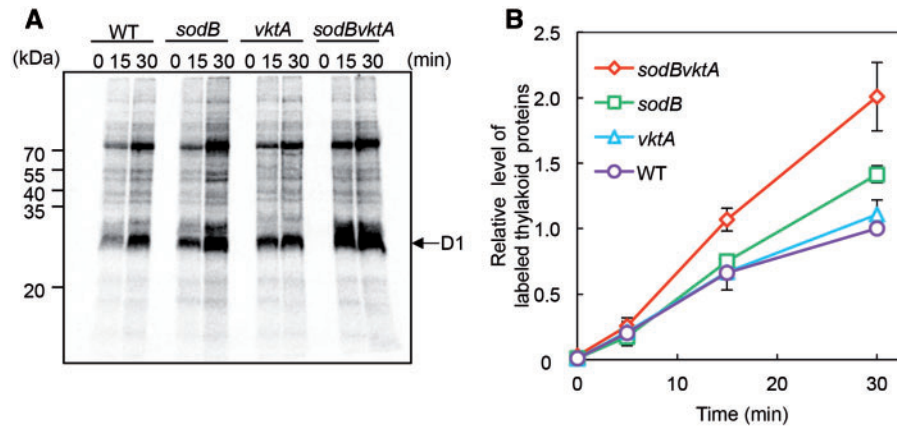 A
WT sodB vktA sodBvktA
(kDa) 0 15 30 0 15 30 0 15 30 0 15 30 (min)
70
55
40
35
20
←D1
B
Relative level of
labeled thylakoid proteins
2.5
2.0
1.5
1.0
0.5
0
sodBvktA
sodB
vktA
WT
0 10 20 30
Time (min)